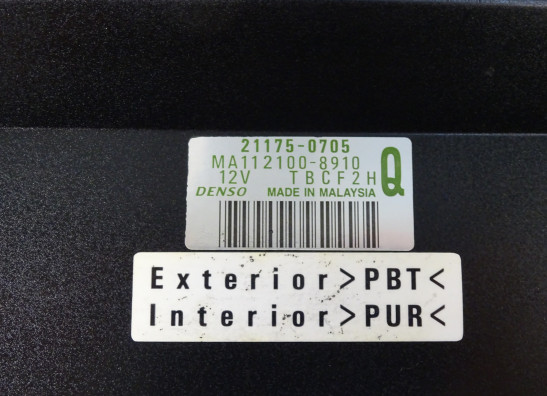 21175-0705
MA112100-8910
12V TBCF2H Q
DENSO MADE IN MALAYSIA
Exterior>PBT<
Interior>PUR<